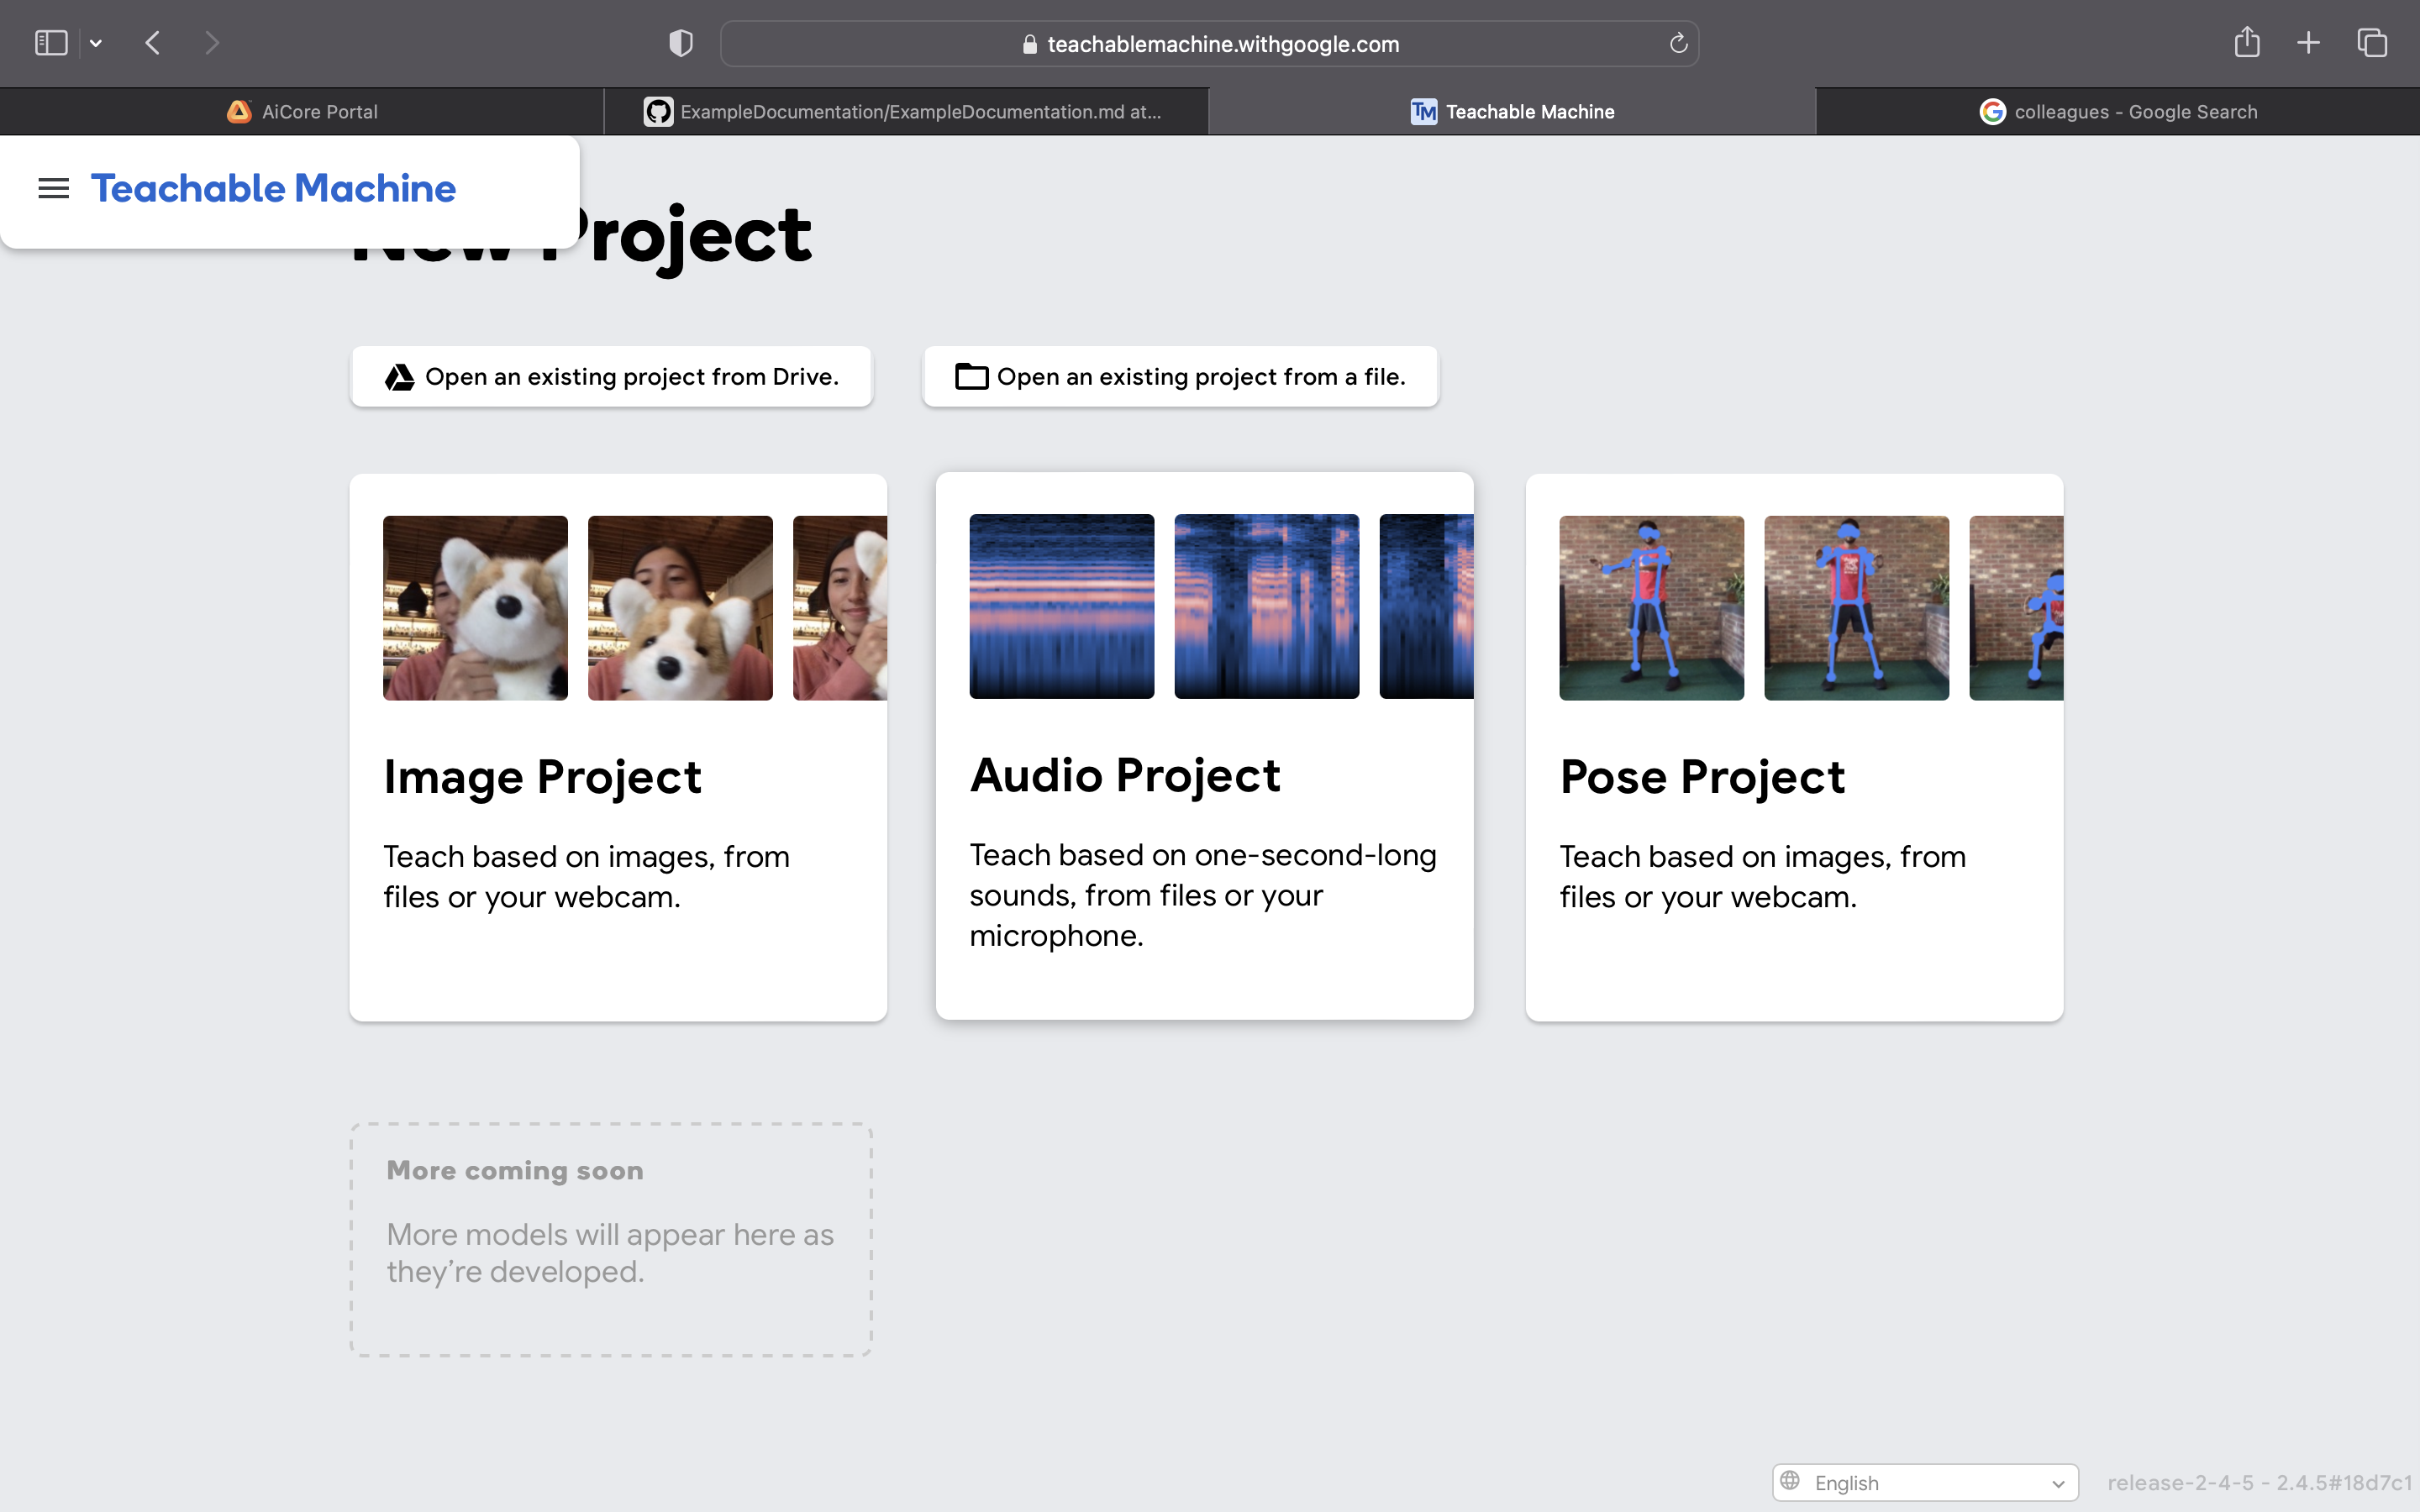 teachablemachine.withgoogle.com
AiCore Portal
ExampleDocumentation/ExampleDocumentation.md at...
TM Teachable Machine
colleagues - Google Search
Teachable Machine
New Project
Open an existing project from Drive.
Open an existing project from a file.
Image Project
Teach based on images, from
files or your webcam.
Audio Project
Teach based on one-second-long
sounds, from files or your
microphone.
Pose Project
Teach based on images, from
files or your webcam.
More coming soon
More models will appear here as
they’re developed.
English
release-2-4-5 - 2.4.5#18d7c1